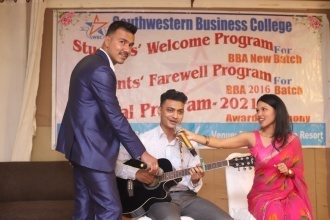 Southwestern Business College
Students' Welcome Program For
BBA New Batch
Students' Farewell Program For
BBA 2016 Batch
Program- 2021
Award
Venue:
Resort